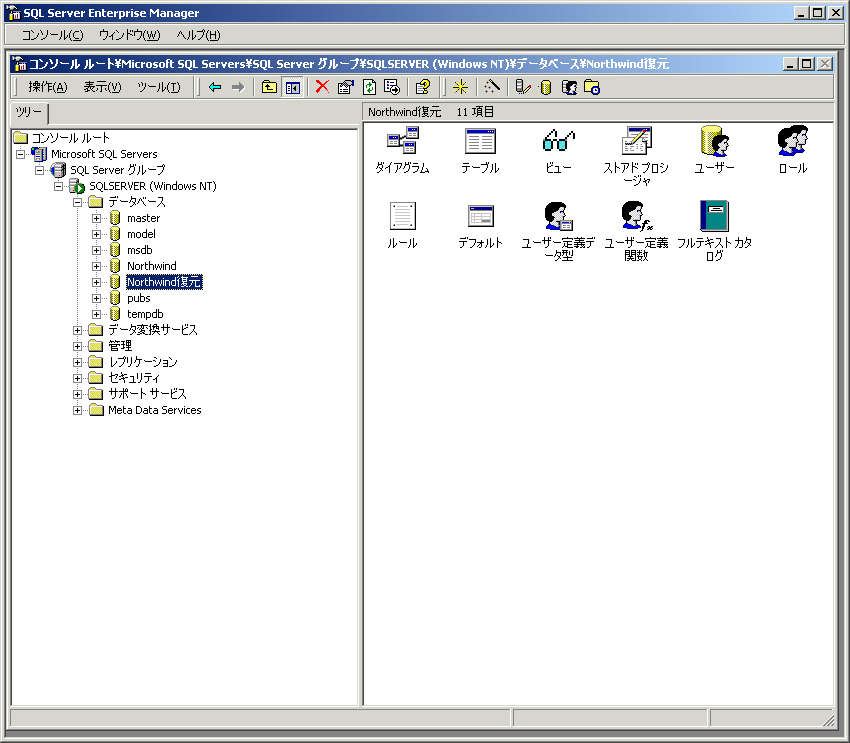 SQL Server Enterprise Manager
コンソール(C) ウィンドウ(W) ヘルプ(H)
コンソール ルート¥Microsoft SQL Servers¥SQL Server グループ¥SQLSERVER (Windows NT)¥データベース¥Northwind復元
操作(A) 表示(V) ツール(T)
ツリー
コンソール ルート
Microsoft SQL Servers
SQL Server グループ
SQLSERVER (Windows NT)
データベース
master
model
msdb
Northwind
Northwind復元
pubs
tempdb
データ変換サービス
管理
レプリケーション
セキュリティ
サポート サービス
Meta Data Services
Northwind復元 11 項目
ダイアグラム
テーブル
ビュー
ストアド プロシ
ージャ
ユーザー
ロール
ルール
デフォルト
ユーザー定義デ
ータ型
ユーザー定義
関数
フルテキスト カタ
ログ